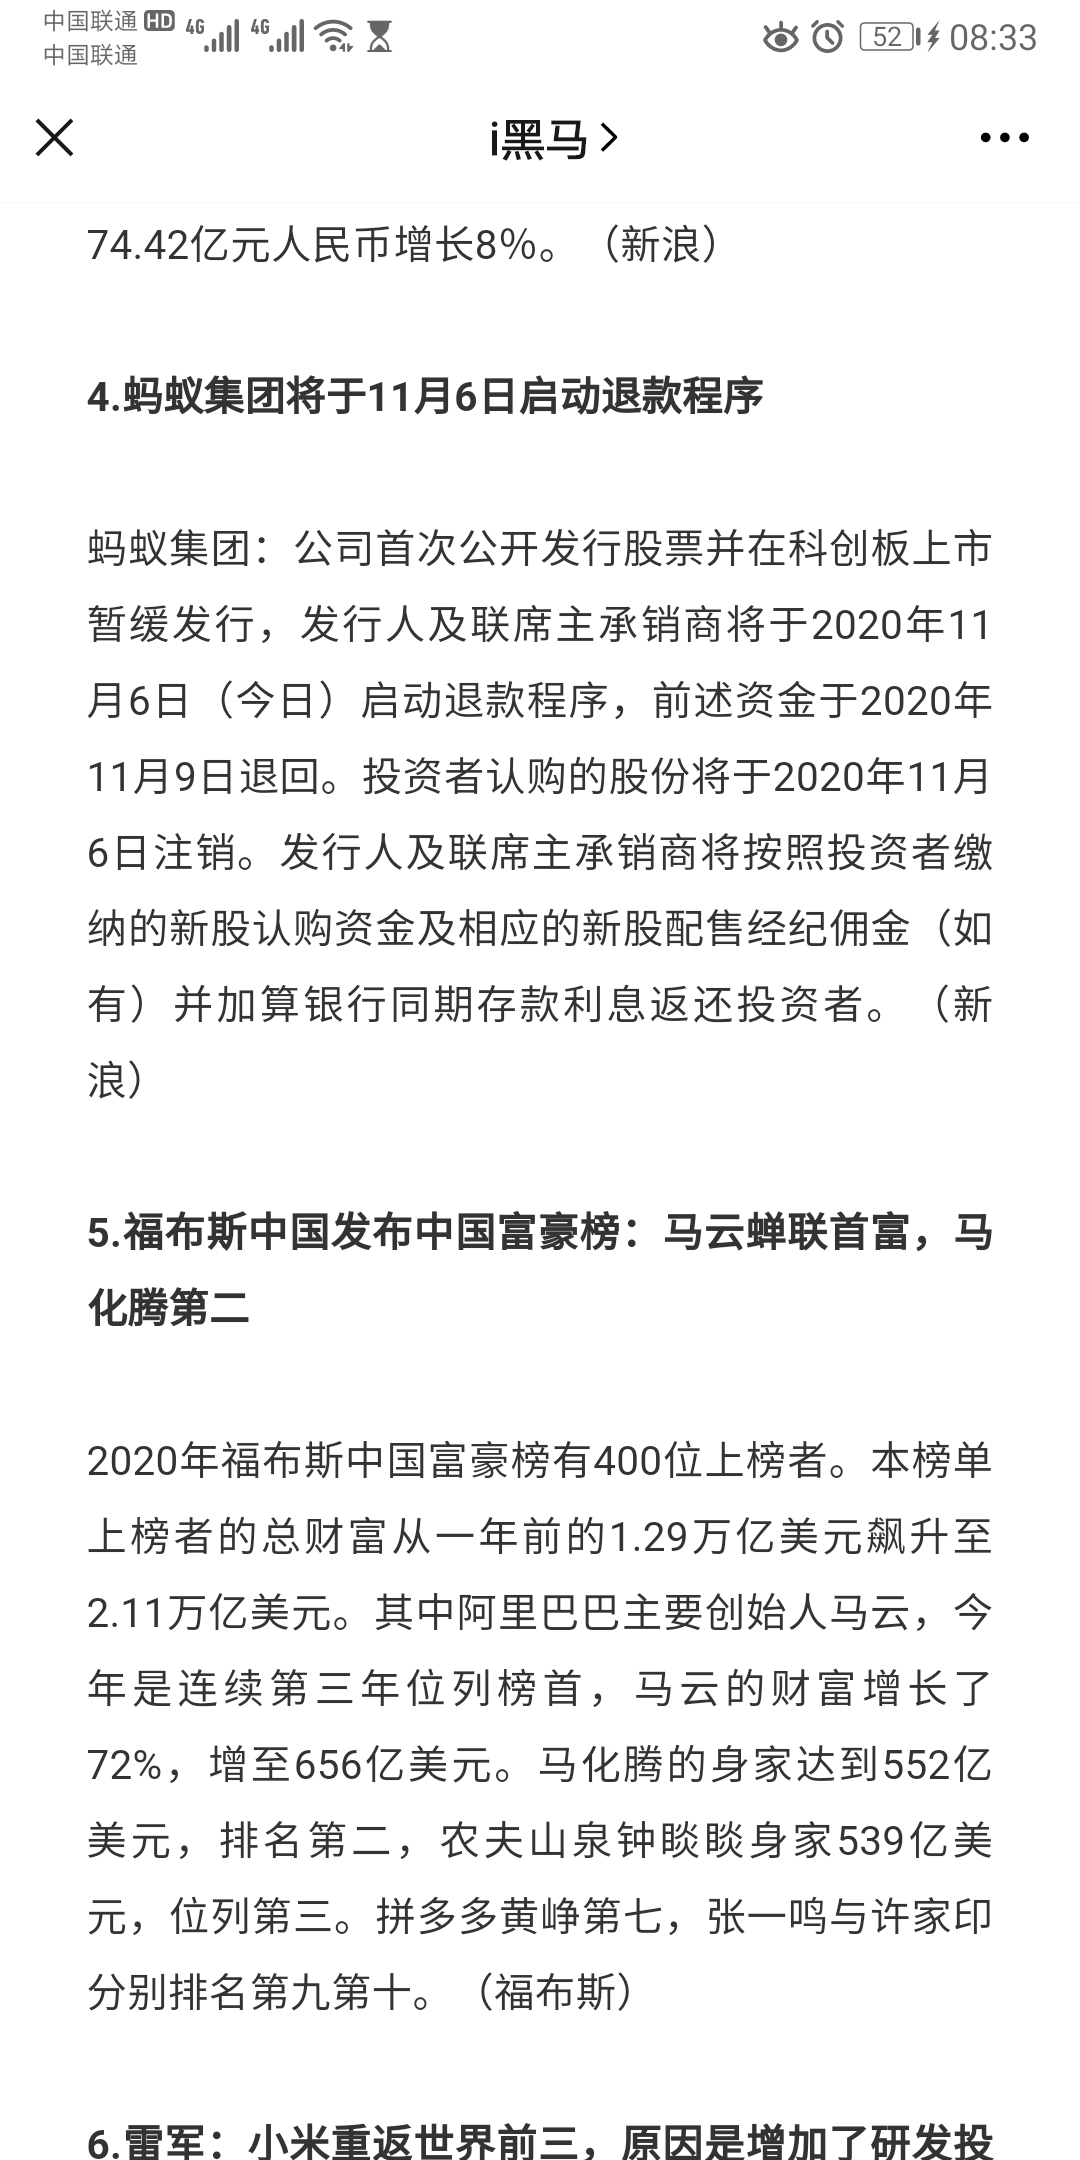 中国联通 HD 4G 4G 52 08:33
中国联通
i黑马
74.42亿元人民币增长8%。（新浪）
4.蚂蚁集团将于11月6日启动退款程序
蚂蚁集团：公司首次公开发行股票并在科创板上市
暂缓发行，发行人及联席主承销商将于2020年11
月6日（今日）启动退款程序，前述资金于2020年
11月9日退回。投资者认购的股份将于2020年11月
6日注销。发行人及联席主承销商将按照投资者缴
纳的新股认购资金及相应的新股配售经纪佣金（如
有）并加算银行同期存款利息返还投资者。（新
浪）
5.福布斯中国发布中国富豪榜：马云蝉联首富，马
化腾第二
2020年福布斯中国富豪榜有400位上榜者。本榜单
上榜者的总财富从一年前的1.29万亿美元飙升至
2.11万亿美元。其中阿里巴巴主要创始人马云，今
年是连续第三年位列榜首，马云的财富增长了
72%，增至656亿美元。马化腾的身家达到552亿
美元，排名第二，农夫山泉钟睒睒身家539亿美
元，位列第三。拼多多黄峥第七，张一鸣与许家印
分别排名第九第十。（福布斯）
6.雷军：小米重返世界前三，原因是增加了研发投